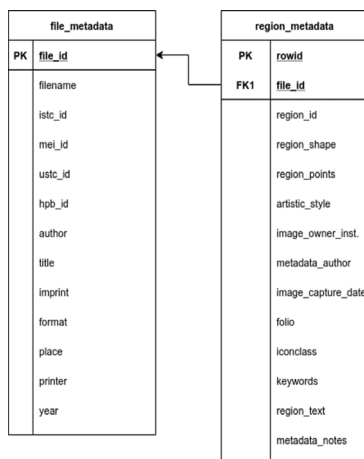 file_metadata
PK file_id
filename
istc_id
mei_id
ustc_id
hpb_id
author
title
imprint
format
place
printer
year
region_metadata
PK rowid
FK1 file_id
region_id
region_shape
region_points
artistic_style
image_owner_inst.
metadata_author
image_capture_date
folio
iconclass
keywords
region_text
metadata_notes